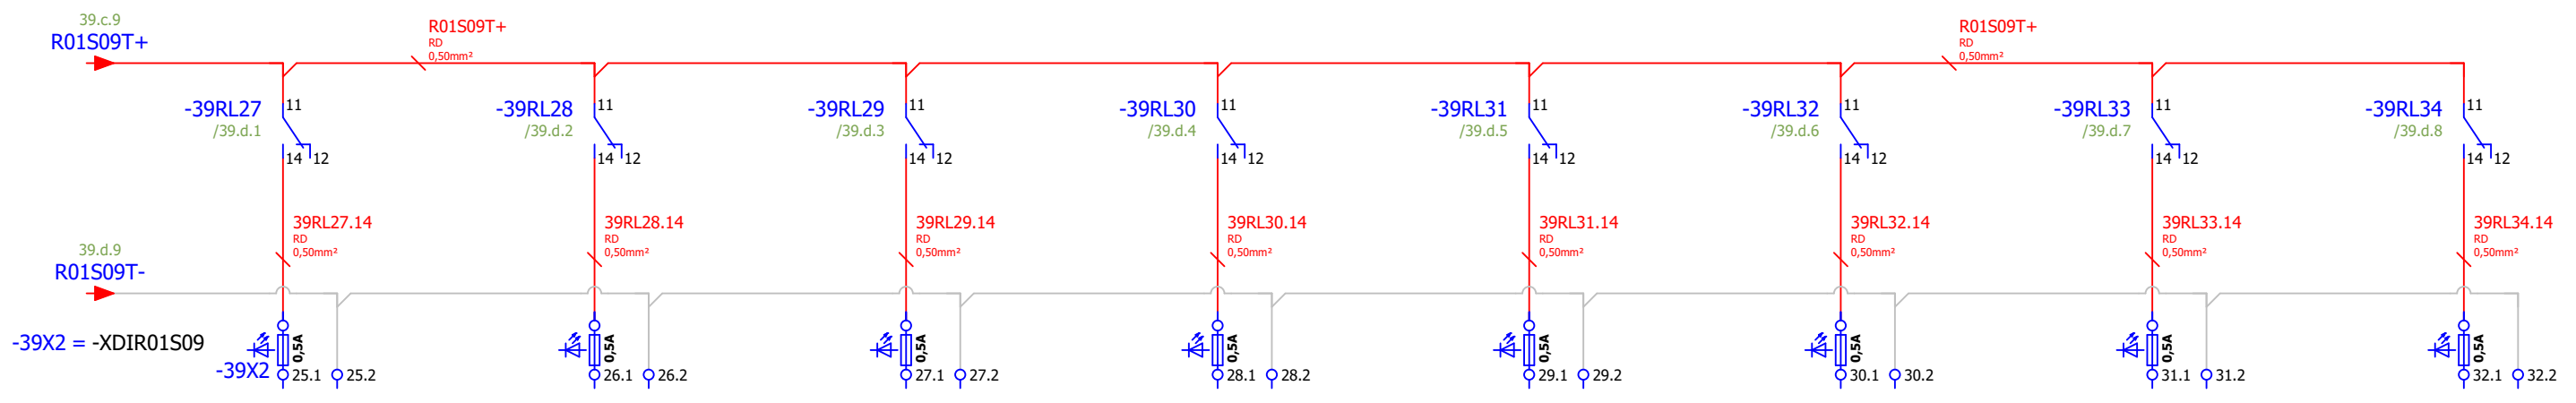 39.c.9
R01S09T+
R01S09T+
RD
0,50mm²
R01S09T+
RD
0,50mm²
-39RL27
/39.d.1
11
14 12
-39RL28
/39.d.2
11
14 12
-39RL29
/39.d.3
11
14 12
-39RL30
/39.d.4
11
14 12
-39RL31
/39.d.5
11
14 12
-39RL32
/39.d.6
11
14 12
-39RL33
/39.d.7
11
14 12
-39RL34
/39.d.8
11
14 12
39RL27.14
RD
0,50mm²
39RL28.14
RD
0,50mm²
39RL29.14
RD
0,50mm²
39RL30.14
RD
0,50mm²
39RL31.14
RD
0,50mm²
39RL32.14
RD
0,50mm²
39RL33.14
RD
0,50mm²
39RL34.14
RD
0,50mm²
39.d.9
R01S09T-
-39X2 = -XDIR01S09
-39X2
0,5A
25.1 25.2
0,5A
26.1 26.2
0,5A
27.1 27.2
0,5A
28.1 28.2
0,5A
29.1 29.2
0,5A
30.1 30.2
0,5A
31.1 31.2
0,5A
32.1 32.2